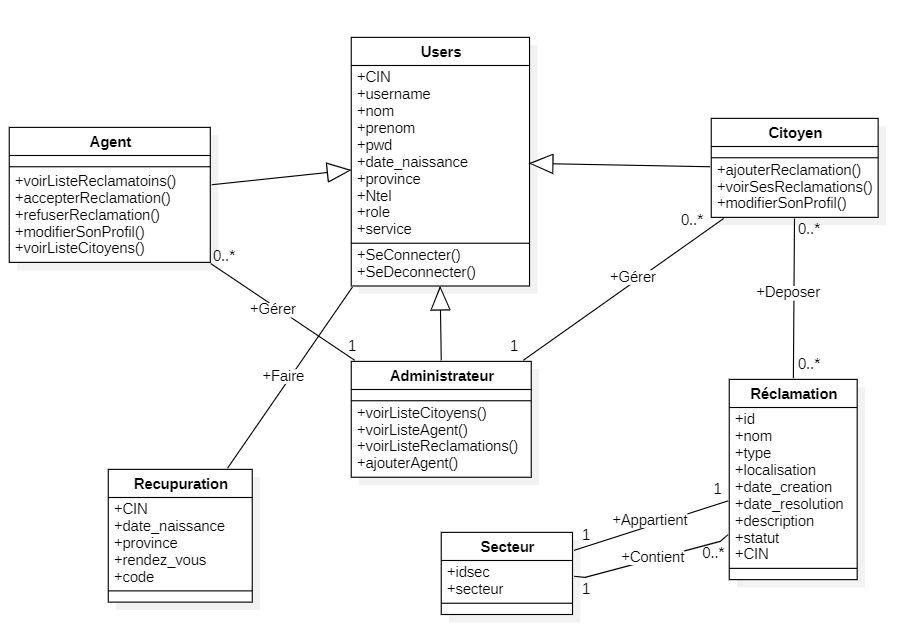 Users
+CIN
+username
+nom
+prenom
+pwd
+date_naissance
+province
+Ntel
+role
+service
+SeConnecter()
+SeDeconnecter()
Agent
+voirListeReclamatoins()
+accepterReclamation()
+refuserReclamation()
+modifierSonProfil()
+voirListeCitoyens()
Citoyen
+ajouterReclamation()
+voirSesReclamations()
+modifierSonProfil()
0..*
+Gérer
1
0..*
+Gérer
1
0..*
+Deposer
0..*
+Faire
Administrateur
+voirListeCitoyens()
+voirListeAgent()
+voirListeReclamations()
+ajouterAgent()
Réclamation
+id
+nom
+type
+localisation
+date_creation
+date_resolution
+description
+statut
+CIN
Recupuration
+CIN
+date_naissance
+province
+rendez_vous
+code
1
+Appartient
1
0..*
+Contient
1
Secteur
+idsec
+secteur